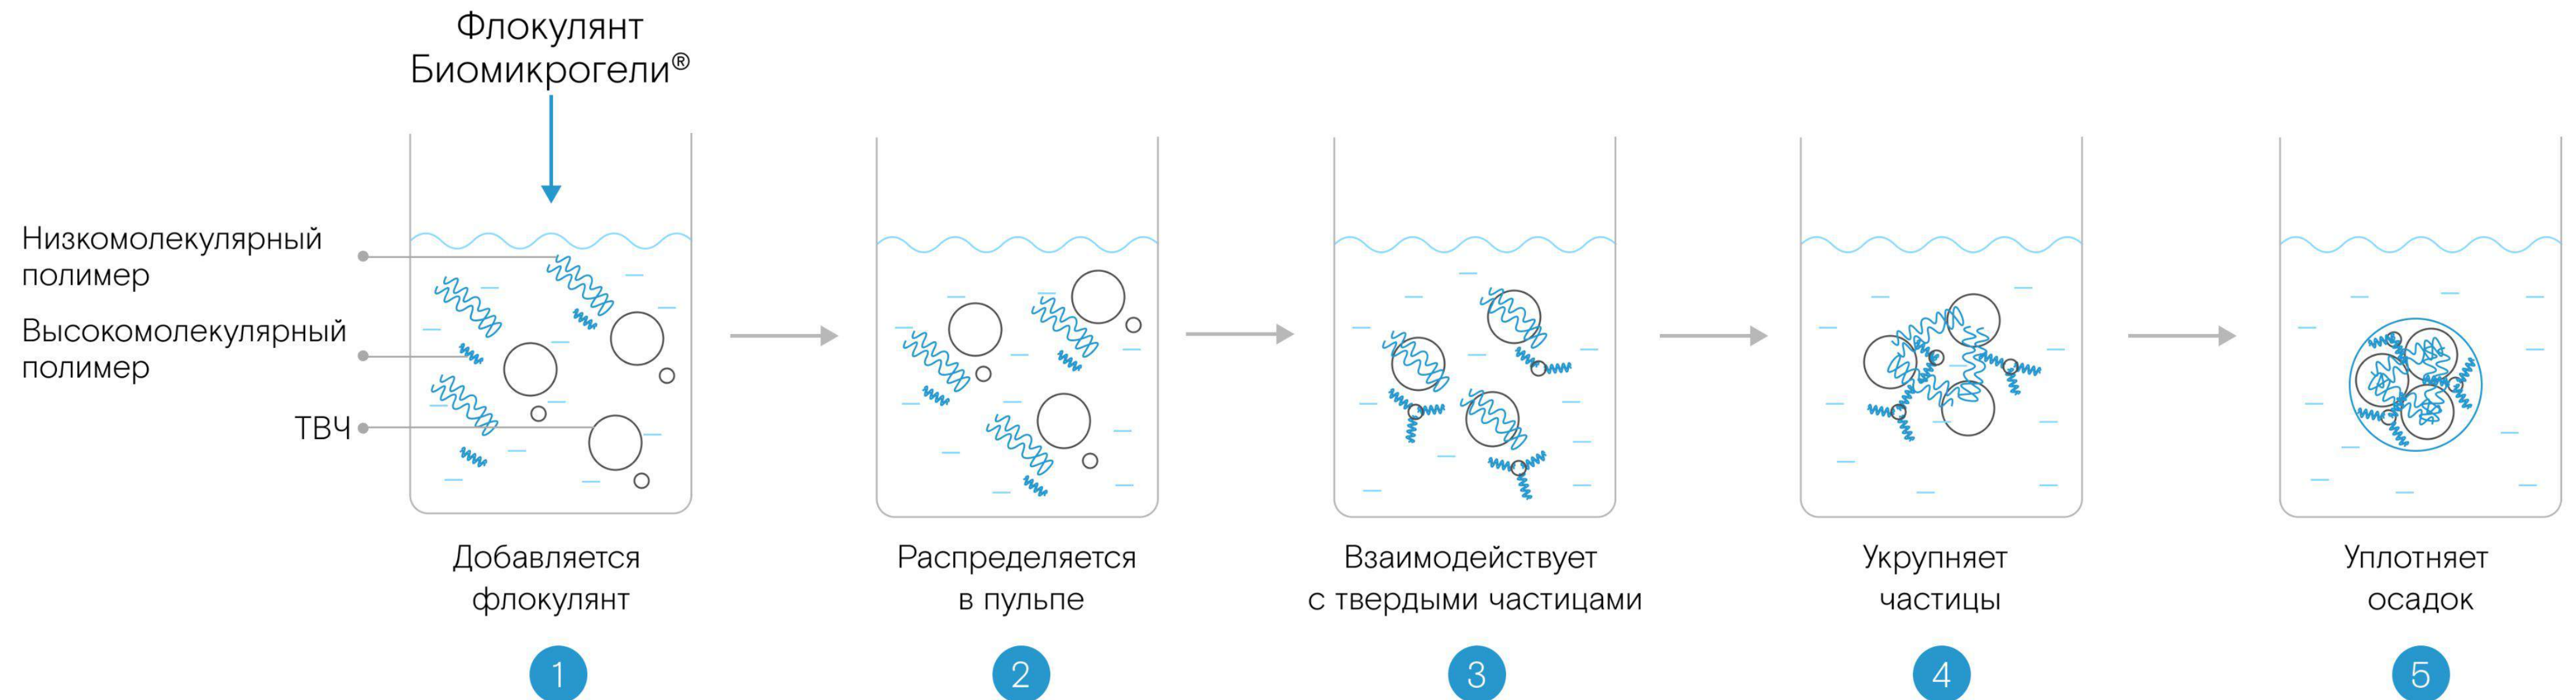 Флокулянт
Биомикрогели®
Низкомолекулярный
полимер
Высокомолекулярный
полимер
ТВЧ
Добавляется
флокулянт
Распределяется
в пульпе
Взаимодействует
с твердыми частицами
Укрупняет
частицы
Уплотняет
осадок
1
2
3
4
5